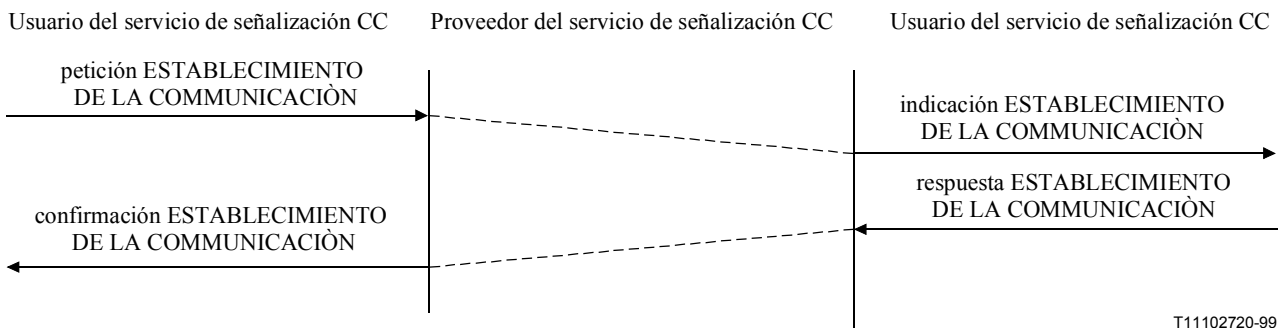 Usuario del servicio de señalización CC
Proveedor del servicio de señalización CC
Usuario del servicio de señalización CC
petición ESTABLECIMIENTO
DE LA COMMUNICACIÒN
indicación ESTABLECIMIENTO
DE LA COMMUNICACIÒN
respuesta ESTABLECIMIENTO
DE LA COMMUNICACIÒN
confirmación ESTABLECIMIENTO
DE LA COMMUNICACIÒN
T11102720-99